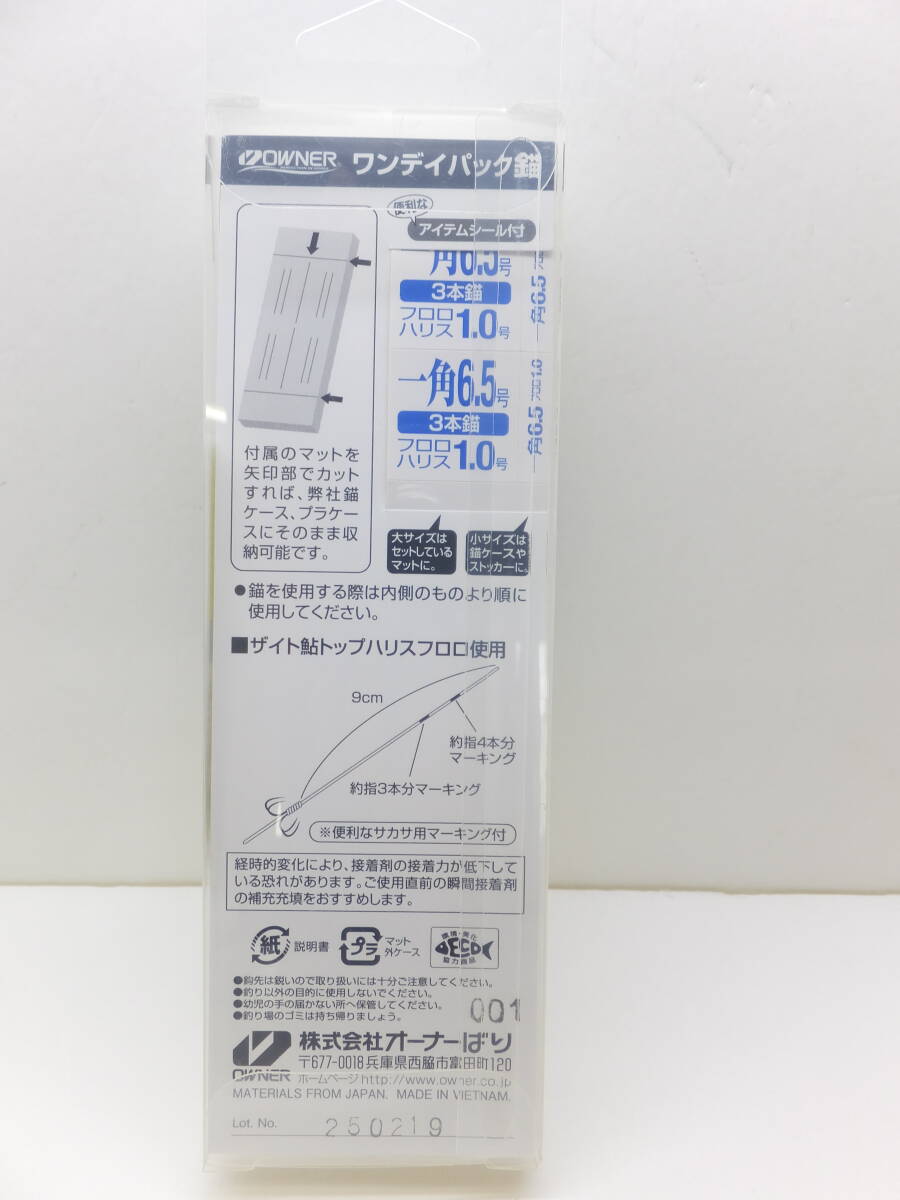 OWNER ワンデイパック錨
便利な
アイテムシール付
一角6.5号
3本錨
フロロハリス1.0号
一角6.5
一角6.5号
3本錨
フロロハリス1.0号
一角6.5 フロロ1.0
付属のマットを
矢印部でカット
すれば、弊社錨
ケース、プラケー
スにそのまま収
納可能です。
大サイズは
セットしている
マットに。
小サイズは
錨ケースや
ストッカーに。
●錨を使用する際は内側のものより順に
使用してください。
■ザイト鮎トップハリスフロロ使用
9cm
約指4本分
マーキング
約指3本分マーキング
※便利なサカサ用マーキング付
経時的変化により、接着剤の接着力が低下して
いる恐れがあります。ご使用直前の瞬間接着剤
の補充充填をおすすめします。
紙 説明書
プラ マット
外ケース
環境・美化
ECO
協力商品
●鈎先は鋭いので取り扱いには十分ご注意してください。
●釣り以外の目的に使用しないでください。
●幼児の手の届かない所へ保管してください。
●釣り場のゴミは持ち帰りましょう。
001
OWNER
株式会社オーナーばり
〒677-0018兵庫県西脇市富田町120
ホームページhttp://www.owner.co.jp
MATERIALS FROM JAPAN. MADE IN VIETNAM.
Lot. No. 250219